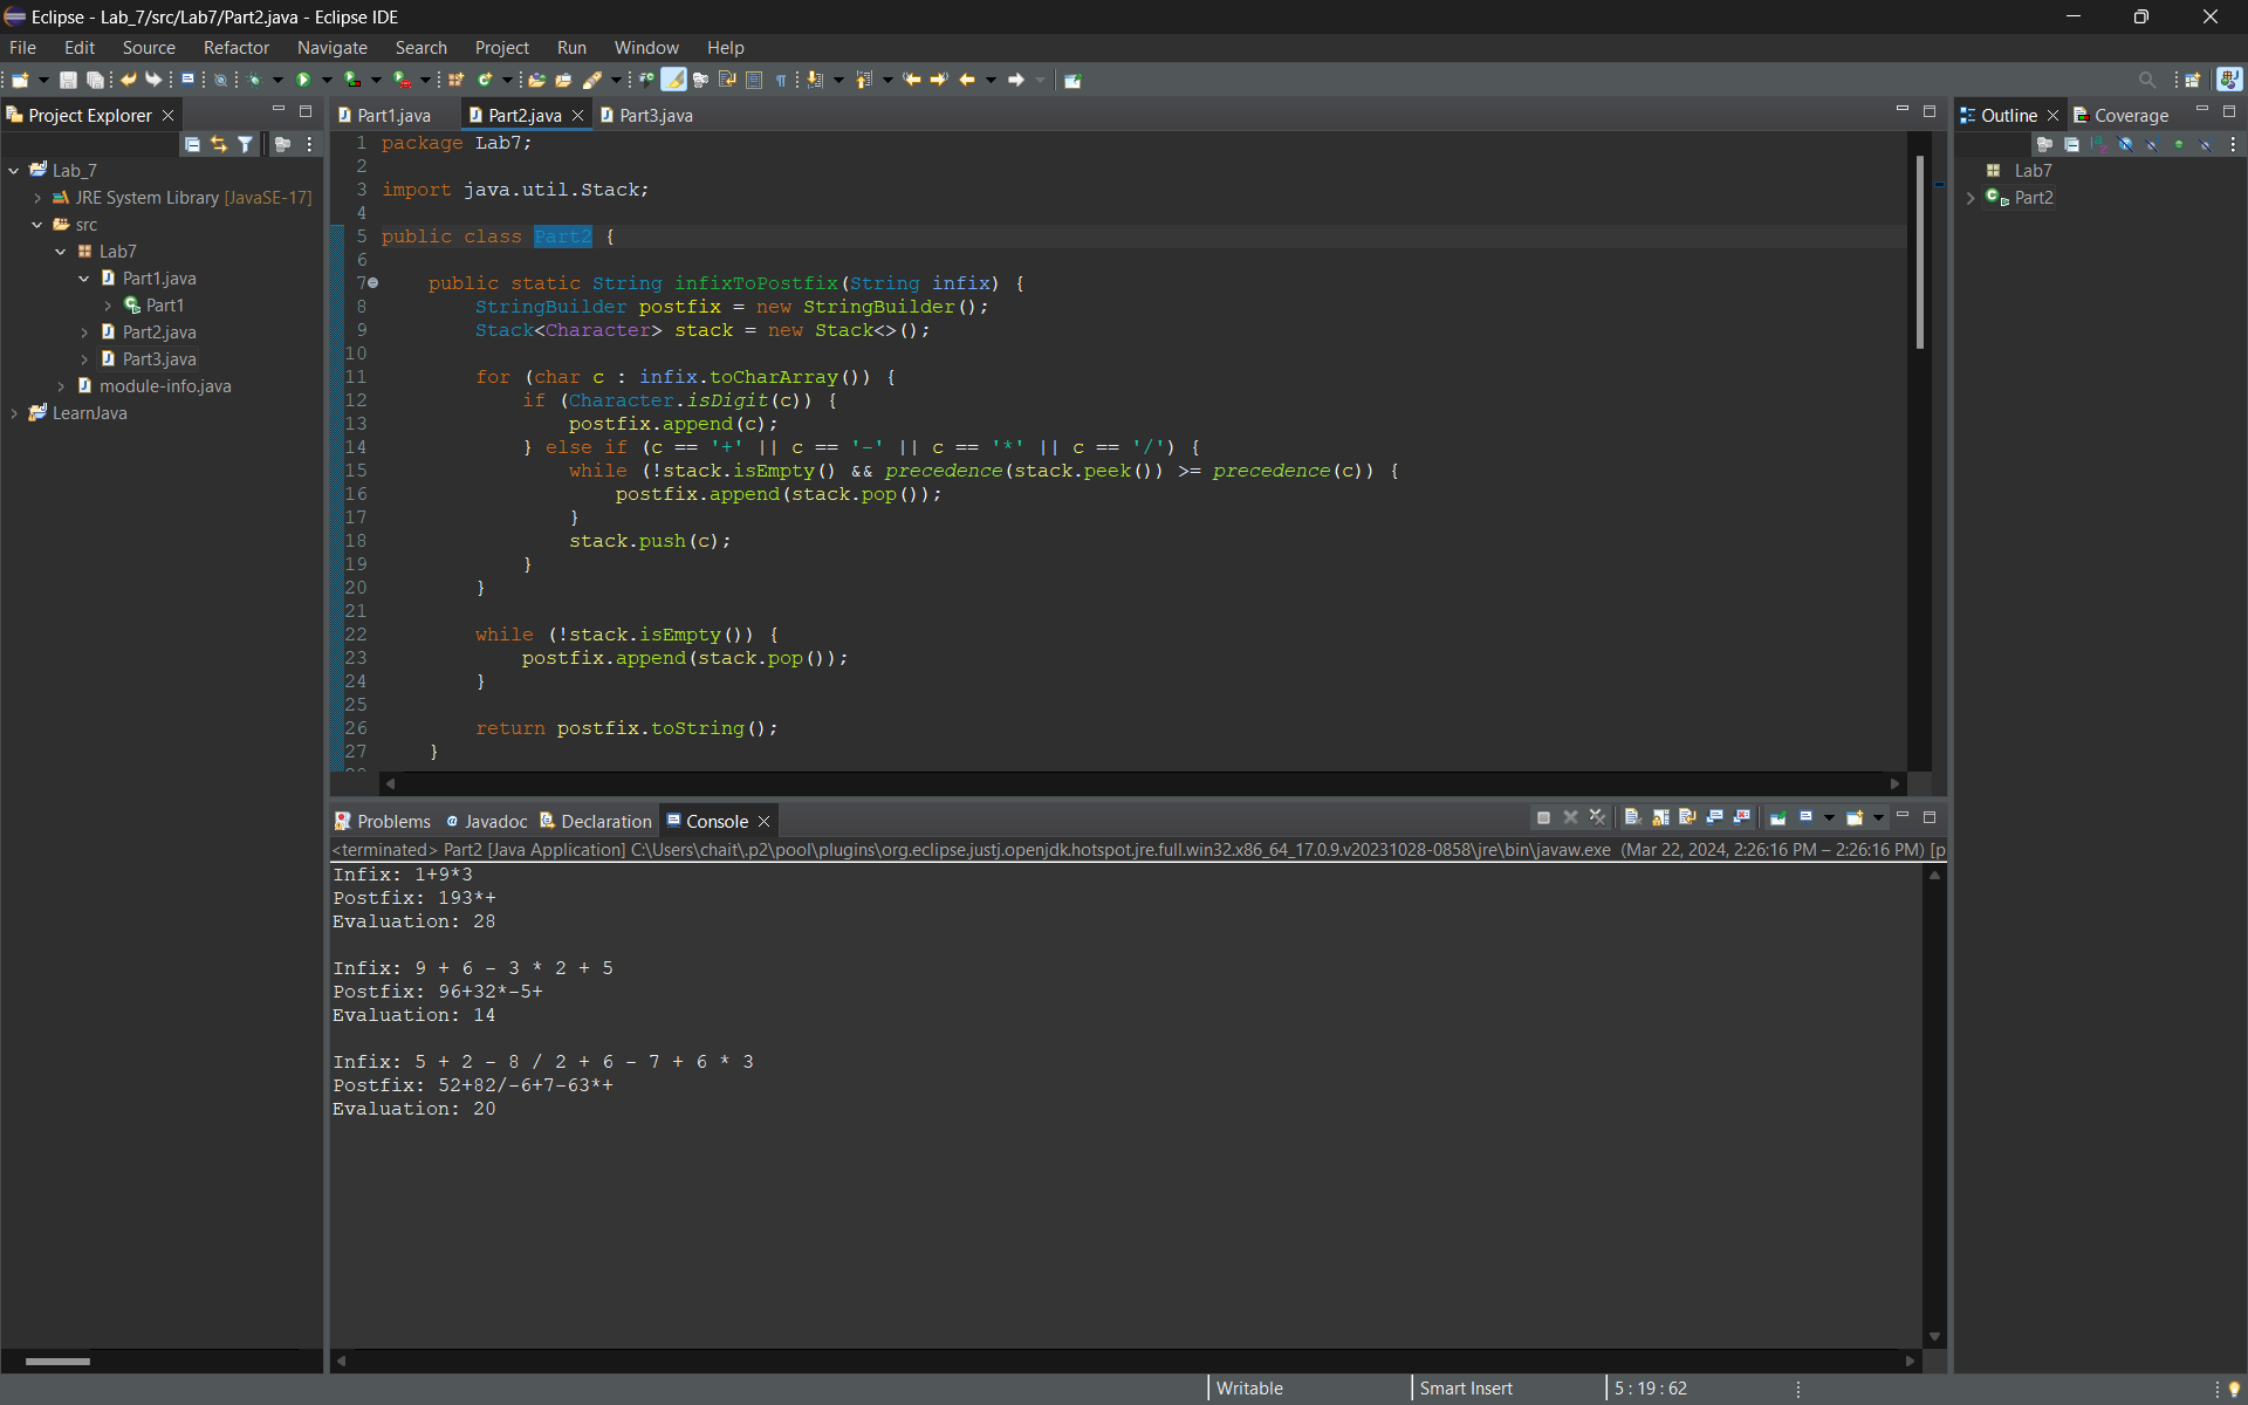 Eclipse - Lab_7/src/Lab7/Part2.java - Eclipse IDE
File Edit Source Refactor Navigate Search Project Run Window Help
Project Explorer
Lab_7
JRE System Library [JavaSE-17]
src
Lab7
Part1.java
Part1
Part2.java
Part3.java
module-info.java
LearnJava
Part1.java Part2.java Part3.java
1 package Lab7;
2
3 import java.util.Stack;
4
5 public class Part2 {
6
7 public static String infixToPostfix(String infix) {
8 StringBuilder postfix = new StringBuilder();
9 Stack<Character> stack = new Stack<>();
10
11 for (char c : infix.toCharArray()) {
12 if (Character.isDigit(c)) {
13 postfix.append(c);
14 } else if (c == '+' || c == '-' || c == '*' || c == '/') {
15 while (!stack.isEmpty() && precedence(stack.peek()) >= precedence(c)) {
16 postfix.append(stack.pop());
17 }
18 stack.push(c);
19 }
20 }
21
22 while (!stack.isEmpty()) {
23 postfix.append(stack.pop());
24 }
25
26 return postfix.toString();
27 }
Problems Javadoc Declaration Console
<terminated> Part2 [Java Application] C:\Users\chait\.p2\pool\plugins\org.eclipse.justj.openjdk.hotspot.jre.full.win32.x86_64_17.0.9.v20231028-0858\jre\bin\javaw.exe (Mar 22, 2024, 2:26:16 PM – 2:26:16 PM) [p
Infix: 1+9*3
Postfix: 193*+
Evaluation: 28
Infix: 9 + 6 - 3 * 2 + 5
Postfix: 96+32*-5+
Evaluation: 14
Infix: 5 + 2 - 8 / 2 + 6 - 7 + 6 * 3
Postfix: 52+82/-6+7-63*+
Evaluation: 20
Outline Coverage
Lab7
Part2
Writable Smart Insert 5 : 19 : 62